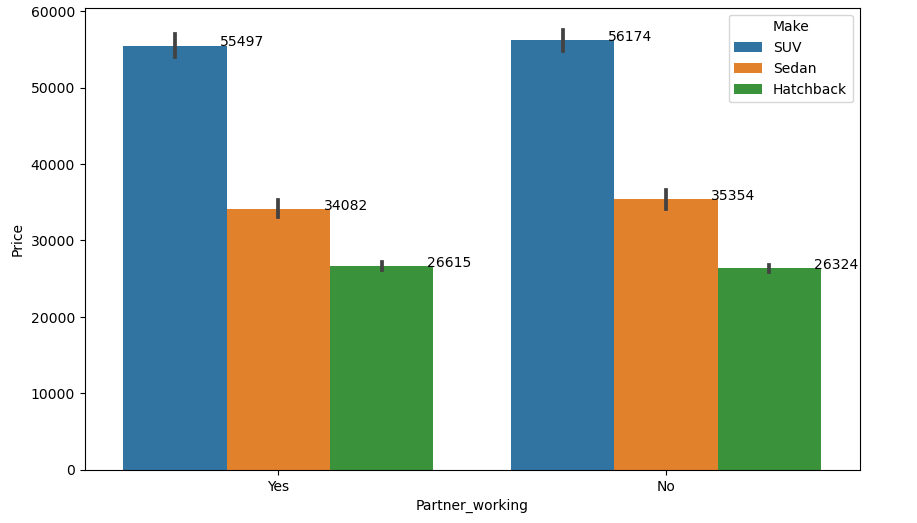 60000
50000
40000
30000
20000
10000
0
Price
55497
34082
26615
56174
35354
26324
Make
SUV
Sedan
Hatchback
Yes
No
Partner_working